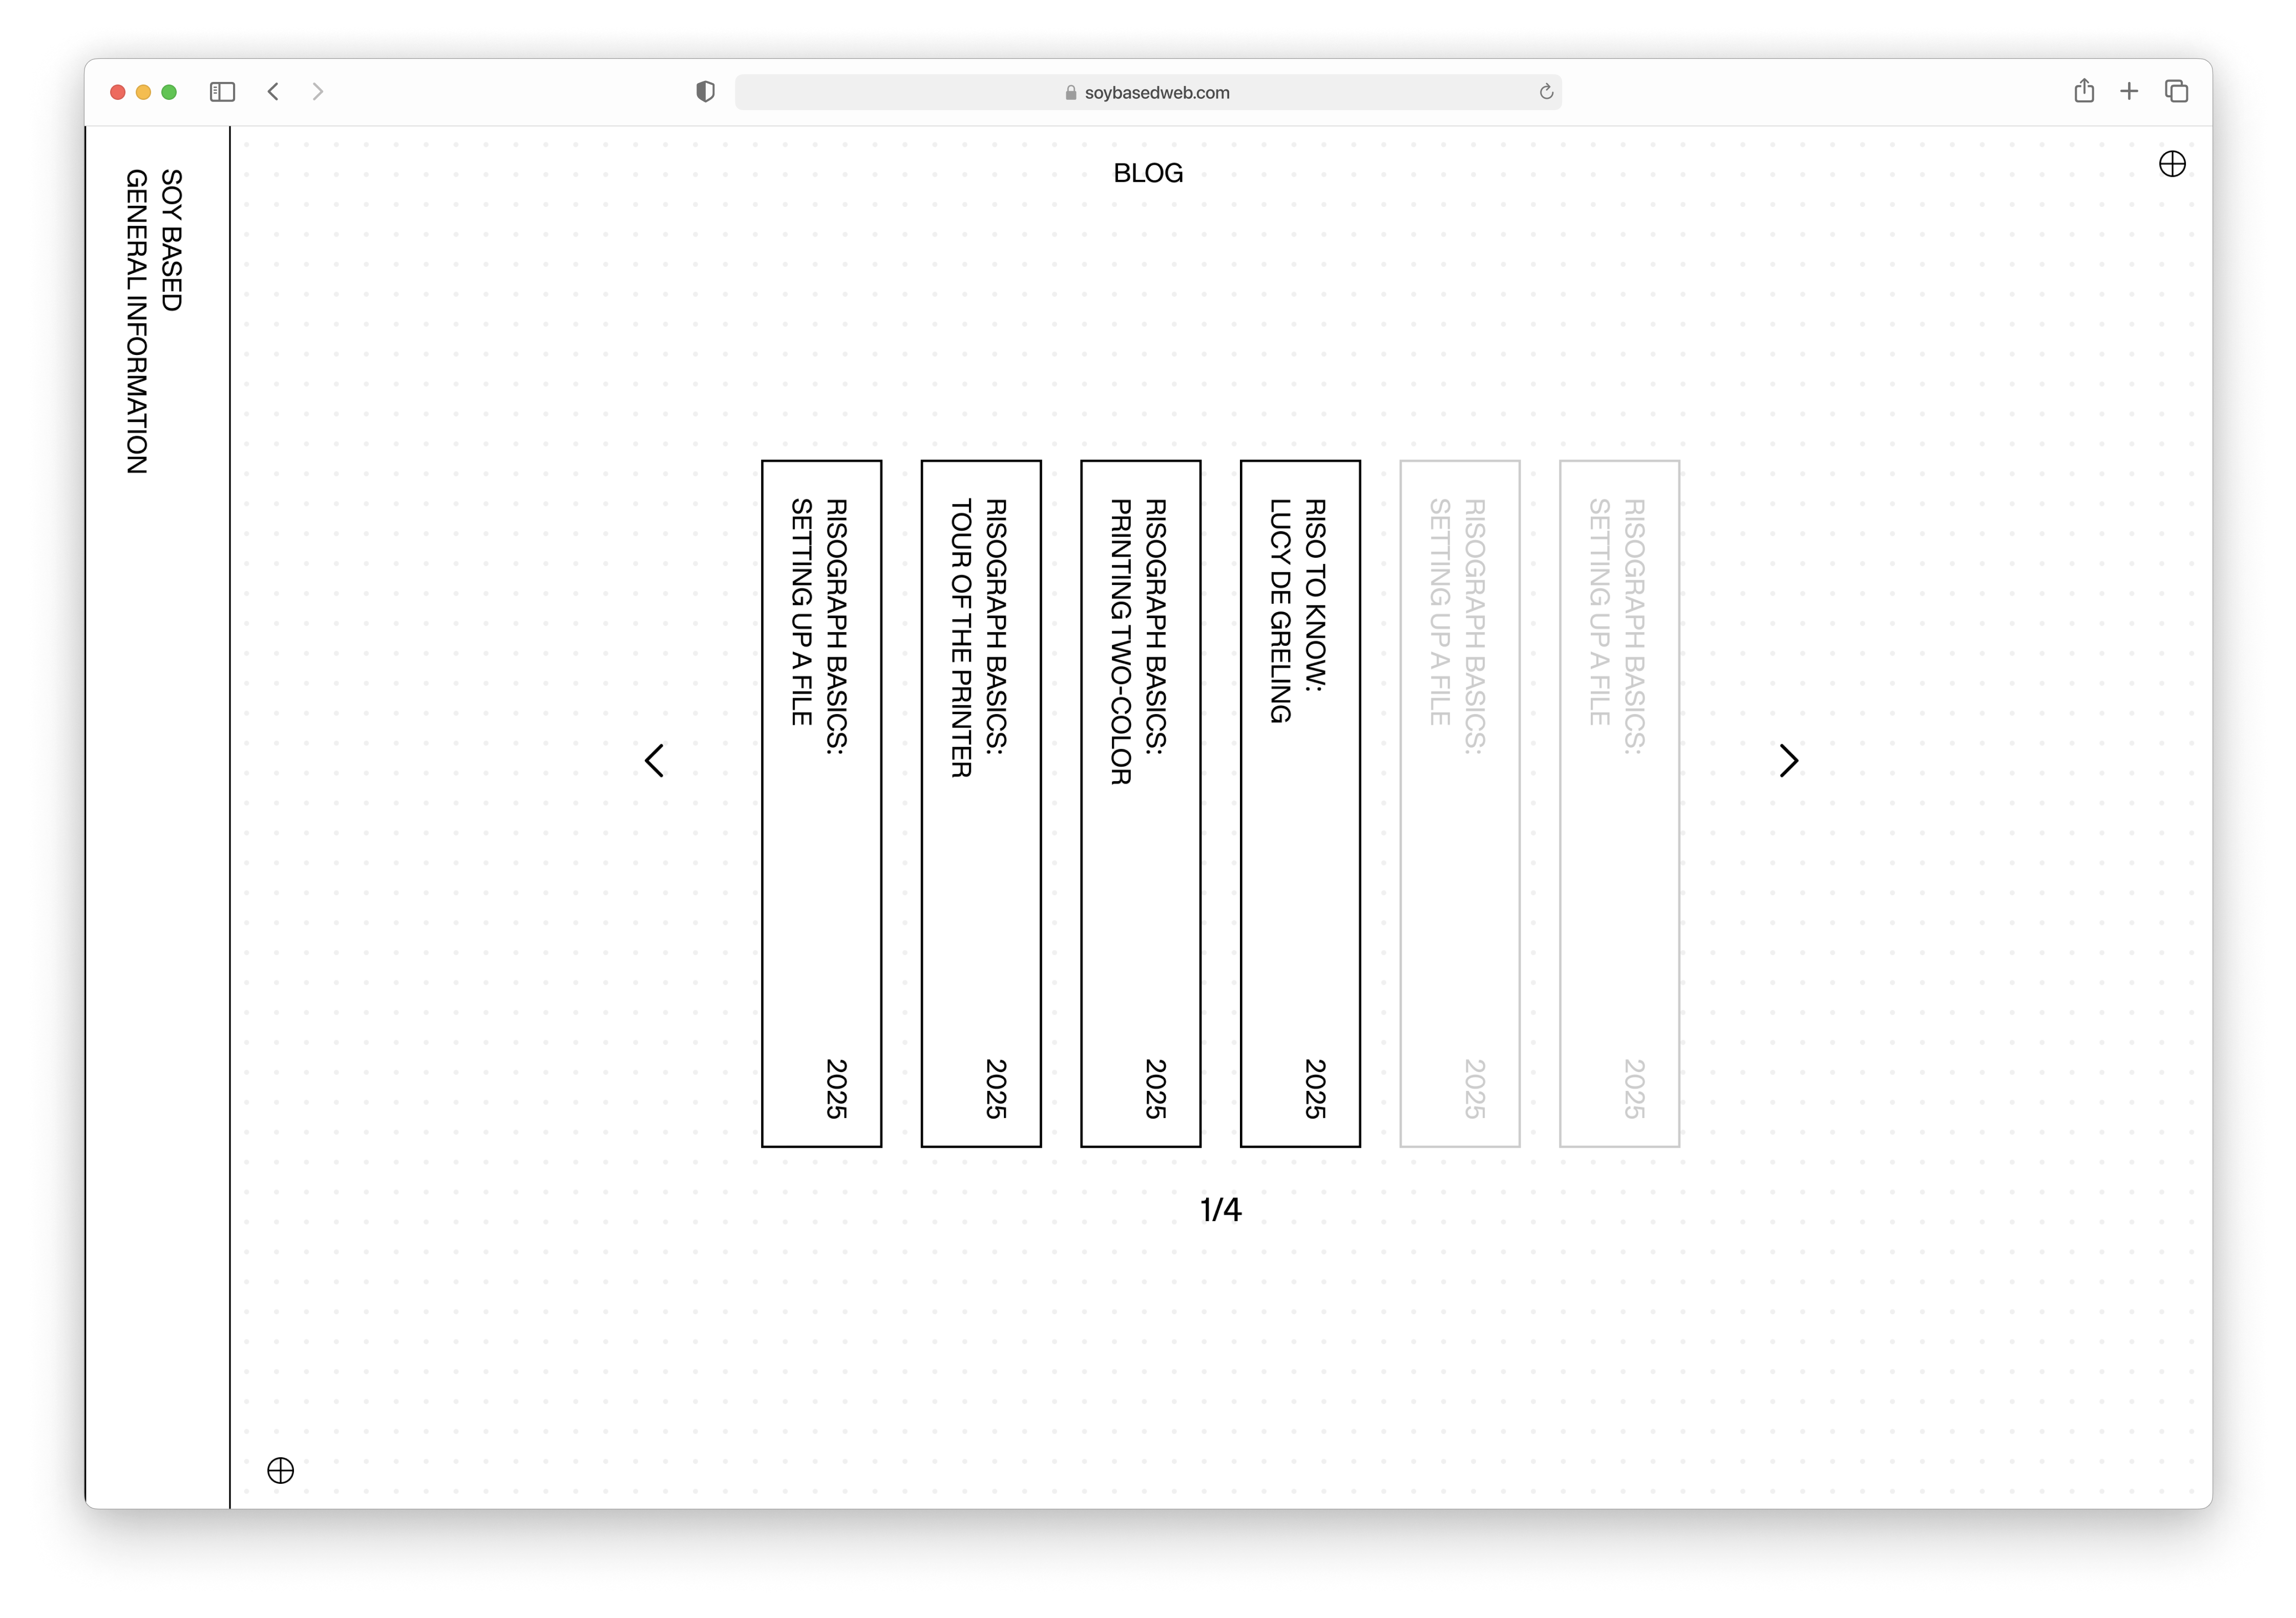 soybasedweb.com
SOY BASED
GENERAL INFORMATION
BLOG
RISOGRAPH BASICS:
SETTING UP A FILE
2025
RISOGRAPH BASICS:
TOUR OF THE PRINTER
2025
RISOGRAPH BASICS:
PRINTING TWO-COLOR
2025
RISO TO KNOW:
LUCY DE GRELING
2025
RISOGRAPH BASICS:
SETTING UP A FILE
2025
RISOGRAPH BASICS:
SETTING UP A FILE
2025
1/4